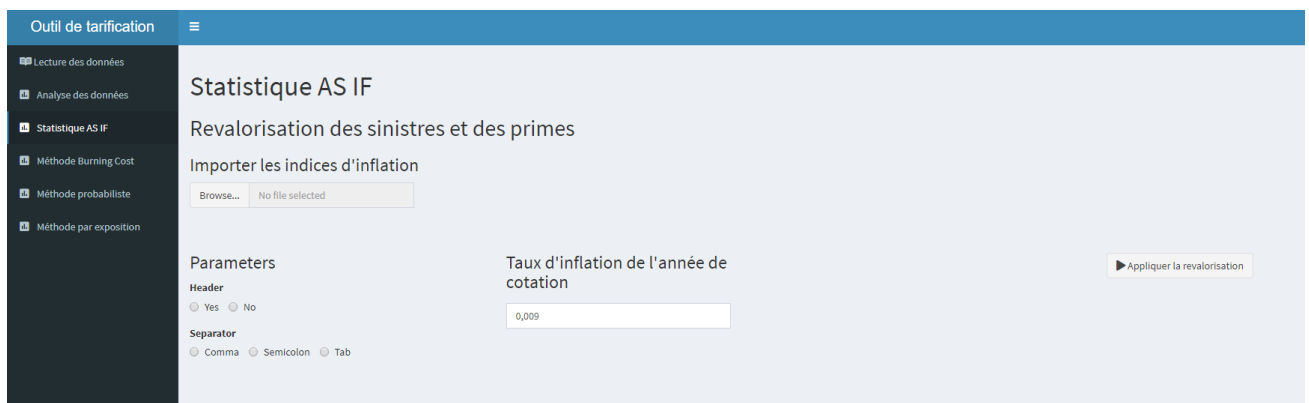 Outil de tarification
Lecture des données
Analyse des données
Statistique AS IF
Méthode Burning Cost
Méthode probabiliste
Méthode par exposition
Statistique AS IF
Revalorisation des sinistres et des primes
Importer les indices d'inflation
Browse... No file selected
Parameters
Header
Yes No
Separator
Comma Semicolon Tab
Taux d'inflation de l'année de
cotation
0,009
Appliquer la revalorisation